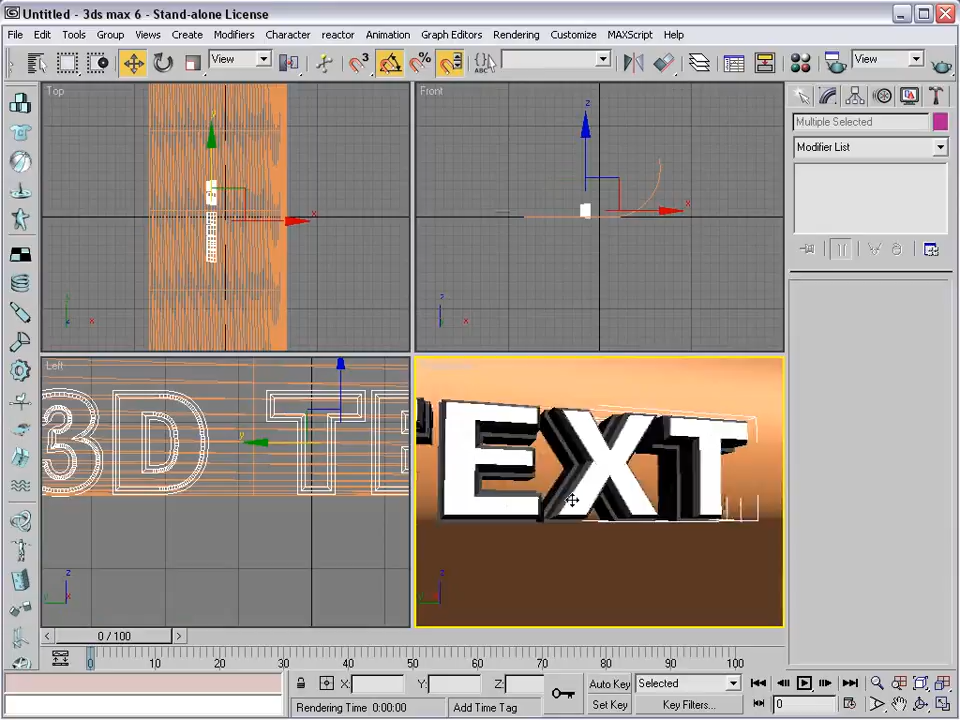 Untitled - 3ds max 6 - Stand-alone License
File Edit Tools Group Views Create Modifiers Character reactor Animation Graph Editors Rendering Customize MAXScript Help
View
3
%
ABC
View
Top
Front
Multiple Selected
Modifier List
y
x
z
x
z
x
Left
3D TE
EXT
y
z
y x
z
0 / 100
0 10 20 30 40 50 60 70 80 90 100
X: Y: Z:
Auto Key Selected
Set Key Key Filters...
0
Rendering Time 0:00:00 Add Time Tag